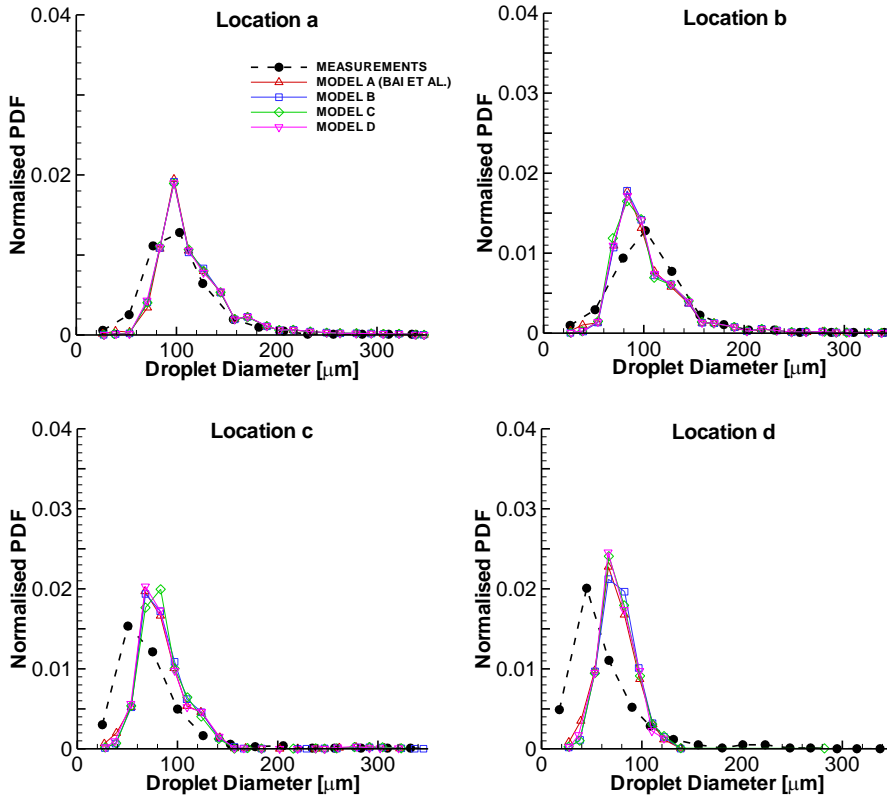 Location a
Normalised PDF
0.04
0.02
0
0
100
200
300
Droplet Diameter [μm]
MEASUREMENTS
MODEL A (BAI ET AL.)
MODEL B
MODEL C
MODEL D
Location b
Normalised PDF
0.04
0.03
0.02
0.01
0
0
100
200
300
Droplet Diameter [μm]
Location c
Normalised PDF
0.04
0.03
0.02
0.01
0
0
100
200
300
Droplet Diameter [μm]
Location d
Normalised PDF
0.04
0.03
0.02
0.01
0
0
100
200
300
Droplet Diameter [μm]